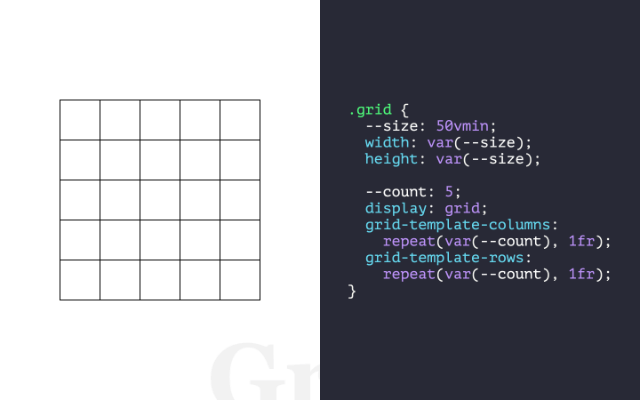 .grid {
--size: 50vmin;
width: var(--size);
height: var(--size);
--count: 5;
display: grid;
grid-template-columns:
repeat(var(--count), 1fr);
grid-template-rows:
repeat(var(--count), 1fr);
}